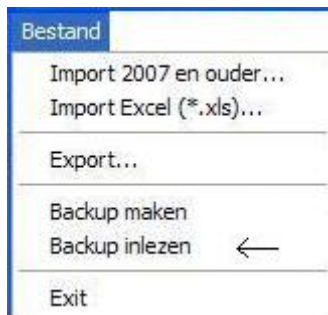 Bestand
Import 2007 en ouder...
Import Excel (*.xls)...
Export...
Backup maken
Backup inlezen
Exit